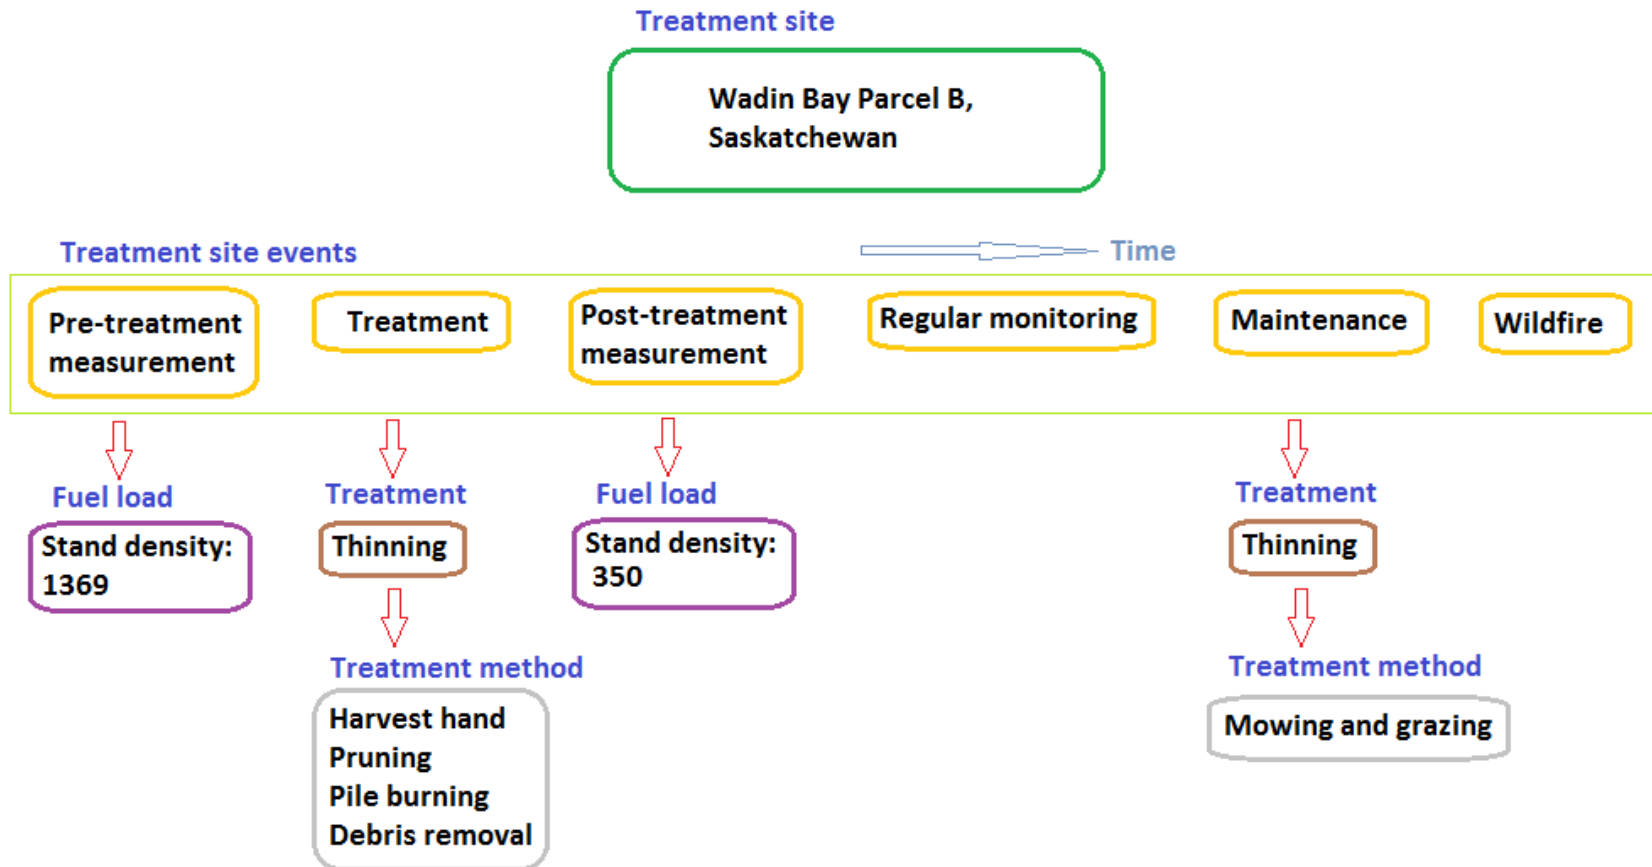 Treatment site
Wadin Bay Parcel B,
Saskatchewan
Treatment site events
Time
Pre-treatment
measurement
Treatment
Post-treatment
measurement
Regular monitoring
Maintenance
Wildfire
Fuel load
Stand density:
1369
Treatment
Thinning
Fuel load
Stand density:
350
Treatment
Thinning
Treatment method
Harvest hand
Pruning
Pile burning
Debris removal
Treatment method
Mowing and grazing